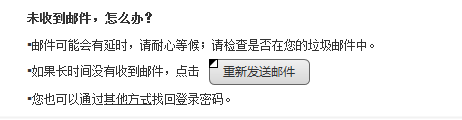 未收到邮件，怎么办？
▪邮件可能会有延时，请耐心等候；请检查是否在您的垃圾邮件中。
▪如果长时间没有收到邮件，点击 重新发送邮件
▪您也可以通过其他方式找回登录密码。